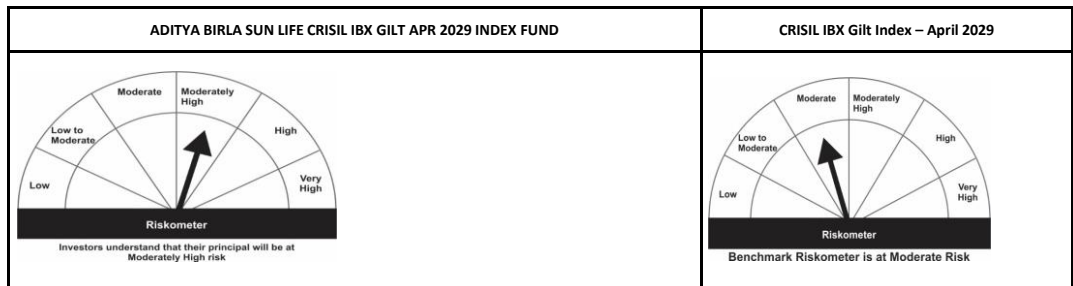 ADITYA BIRLA SUN LIFE CRISIL IBX GILT APR 2029 INDEX FUND
CRISIL IBX Gilt Index – April 2029
Low
Low to
Moderate
Moderate
Moderately
High
High
Very
High
Riskometer
Investors understand that their principal will be at
Moderately High risk
Low
Low to
Moderate
Moderate
Moderately
High
High
Very
High
Riskometer
Benchmark Riskometer is at Moderate Risk